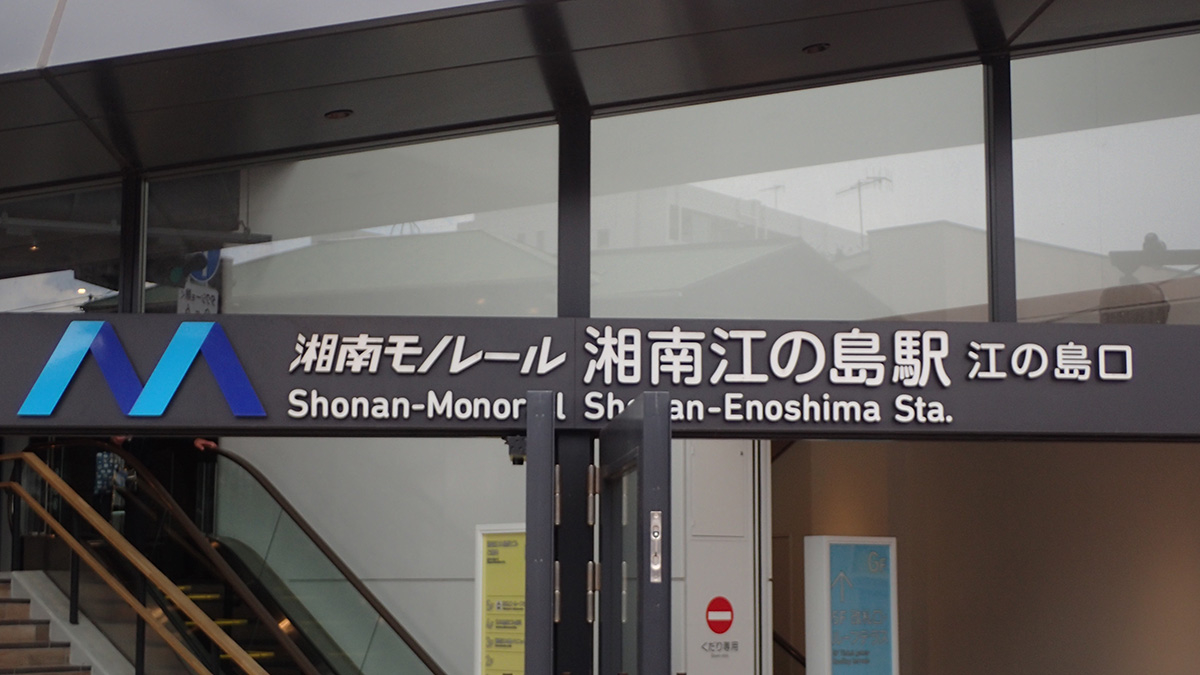 湘南モノレール 湘南江の島駅 江の島口
Shonan-Monorail Shonan-Enoshima Sta.
くだり専用